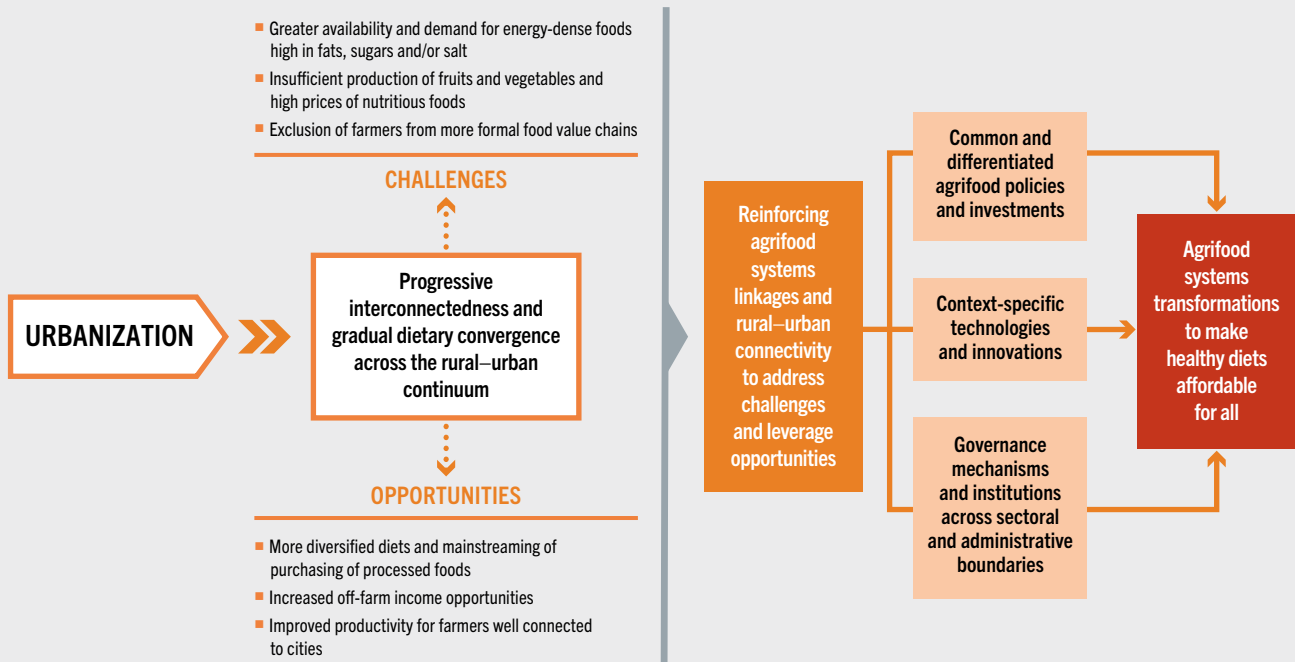 Greater availability and demand for energy-dense foods
high in fats, sugars and/or salt
Insufficient production of fruits and vegetables and
high prices of nutritious foods
Exclusion of farmers from more formal food value chains
CHALLENGES
URBANIZATION
Progressive
interconnectedness and
gradual dietary convergence
across the rural–urban
continuum
OPPORTUNITIES
More diversified diets and mainstreaming of
purchasing of processed foods
Increased off-farm income opportunities
Improved productivity for farmers well connected
to cities
Reinforcing
agrifood
systems
linkages and
rural–urban
connectivity
to address
challenges
and leverage
opportunities
Common and
differentiated
agrifood policies
and investments
Context-specific
technologies
and innovations
Governance
mechanisms
and institutions
across sectoral
and administrative
boundaries
Agrifood
systems
transformations
to make
healthy diets
affordable
for all